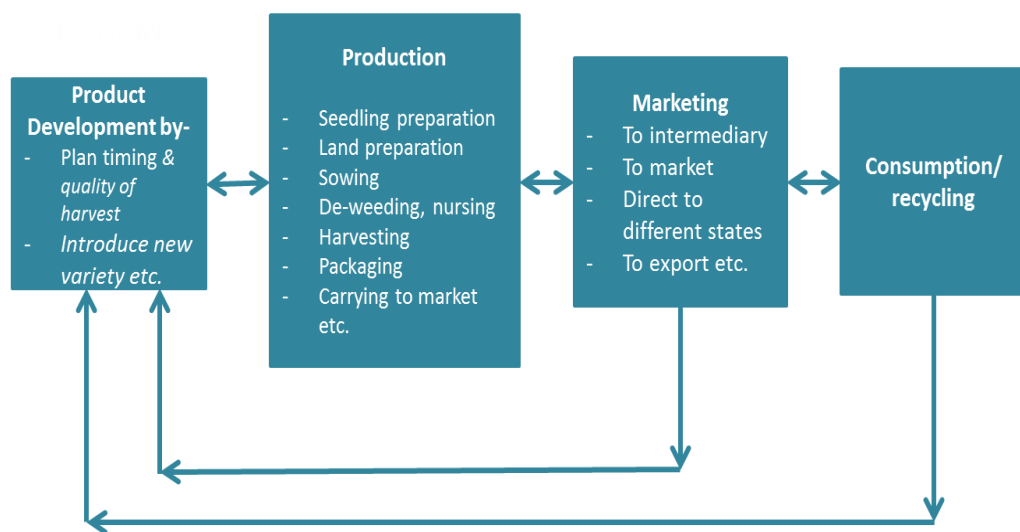 Product
Development by-
- Plan timing & 
quality of
harvest
- Introduce new
variety etc.
Production
- Seedling preparation
- Land preparation
- Sowing
- De-weeding, nursing
- Harvesting
- Packaging
- Carrying to market
etc.
Marketing
- To intermediary
- To market
- Direct to
different states
- To export etc.
Consumption/
recycling